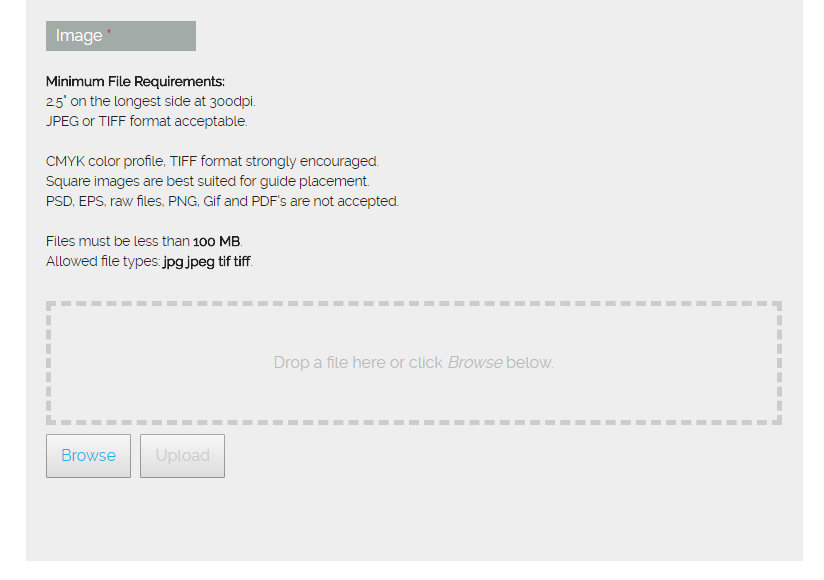 Image *
Minimum File Requirements:
2.5" on the longest side at 300dpi.
JPEG or TIFF format acceptable.
CMYK color profile, TIFF format strongly encouraged.
Square images are best suited for guide placement.
PSD, EPS, raw files, PNG, Gif and PDF's are not accepted.
Files must be less than 100 MB.
Allowed file types: jpg jpeg tif tiff.
Drop a file here or click Browse below.
Browse
Upload